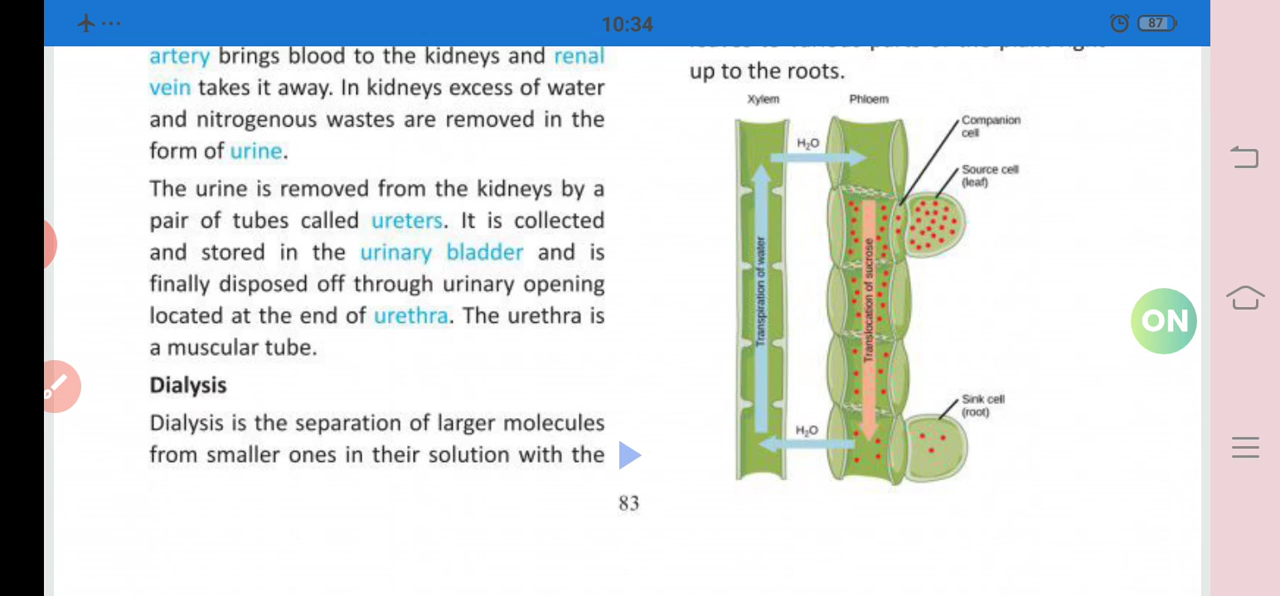 10:34
87
artery brings blood to the kidneys and renal
vein takes it away. In kidneys excess of water
and nitrogenous wastes are removed in the
form of urine.
The urine is removed from the kidneys by a
pair of tubes called ureters. It is collected
and stored in the urinary bladder and is
finally disposed off through urinary opening
located at the end of urethra. The urethra is
a muscular tube.
Dialysis
Dialysis is the separation of larger molecules
from smaller ones in their solution with the
up to the roots.
Xylem
Phloem
Companion
cell
H₂O
Source cell
(leaf)
Transpiration of water
Translocation of sucrose
Sink cell
(root)
H₂O
83
ON